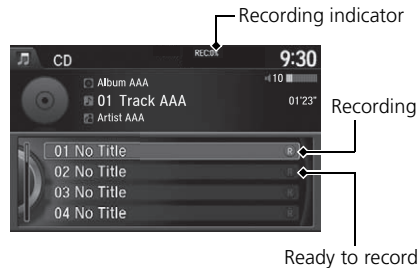 Recording indicator
CD
9:30
10
Album AAA
01 Track AAA
01'23"
Artist AAA
Recording
01 No Title R
02 No Title
03 No Title
04 No Title
Ready to record